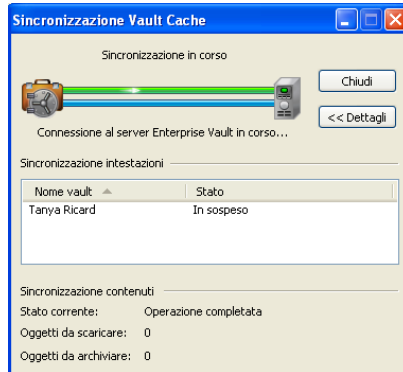 Sincronizzazione Vault Cache
Sincronizzazione in corso
Chiudi
<< Dettagli
Connessione al server Enterprise Vault in corso...
Sincronizzazione intestazioni
Nome vault Stato
Tanya Ricard In sospeso
Sincronizzazione contenuti
Stato corrente: Operazione completata
Oggetti da scaricare: 0
Oggetti da archiviare: 0